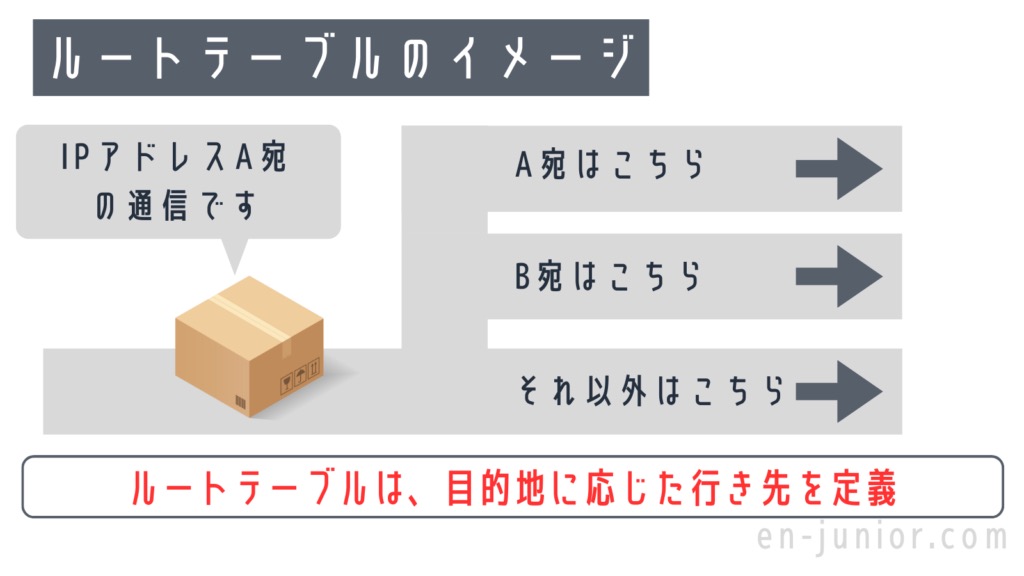 ルートテーブルのイメージ
IPアドレスA宛
の通信です
A宛はこちら
B宛はこちら
それ以外はこちら
ルートテーブルは、目的地に応じた行き先を定義
en-junior.com